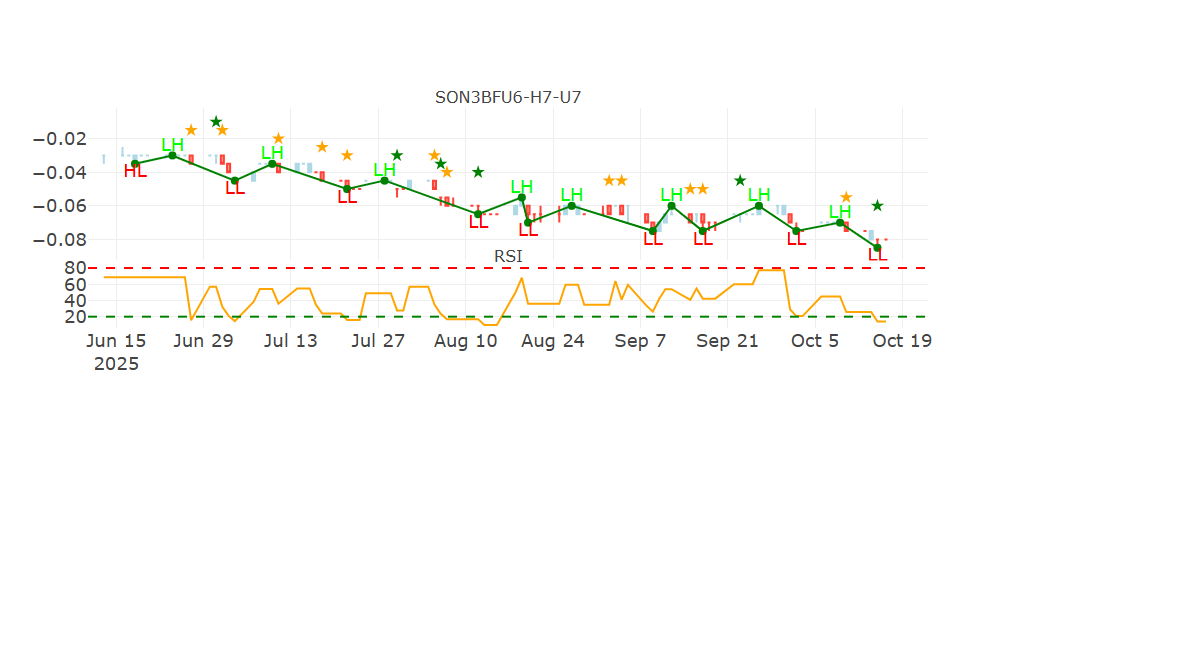 SON3BFU6-H7-U7
−0.02
−0.04
−0.06
−0.08
HL LH LL LH LL LH LL LH LL LH LL LH LL LH LL LH LL
RSI
80
60
40
20
Jun 15 Jun 29 Jul 13 Jul 27 Aug 10 Aug 24 Sep 7 Sep 21 Oct 5 Oct 19
2025